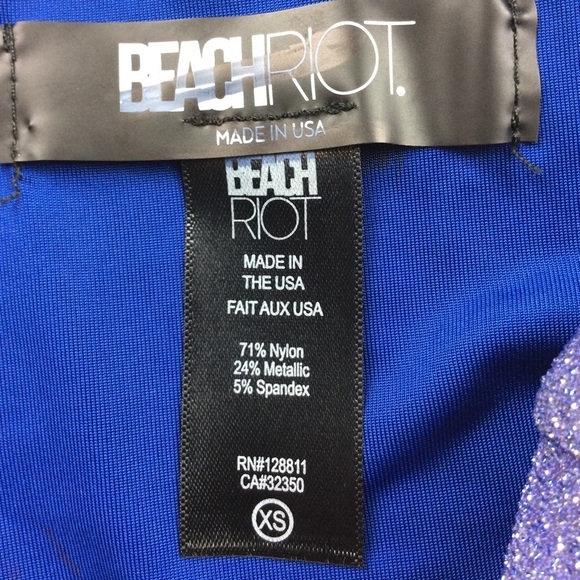 BEACHRIOT.
MADE IN USA
BEACH
RIOT
MADE IN
THE USA
FAIT AUX USA
71% Nylon
24% Metallic
5% Spandex
RN#128811
CA#32350
XS